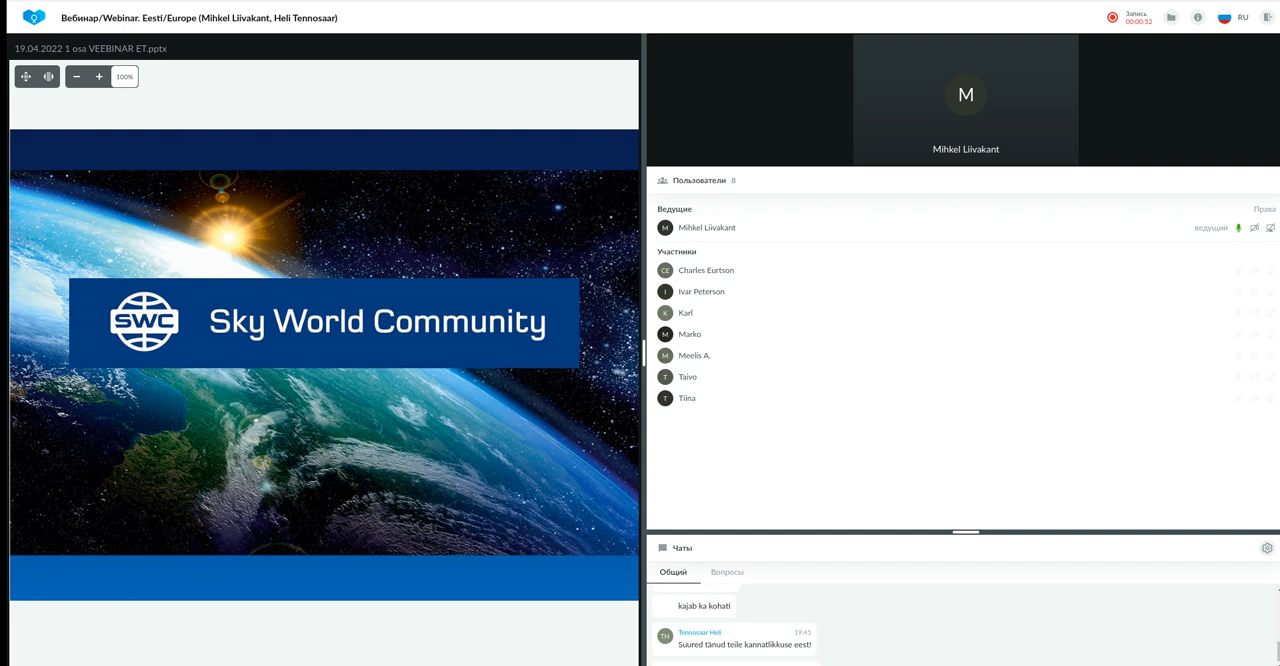 Вебинар/Webinar. Eesti/Europe (Mihkel Liivakant, Heli Tennosaar)
Запись
00:00:52
RU
19.04.2022 1 osa VEEBINAR ET.pptx
100%
SWC Sky World Community
M
Mihkel Liivakant
Пользователи 8
Ведущие Права
M Mihkel Liivakant ведущий
Участники
CE Charles Eurtson
I Ivar Peterson
K Karl
M Marko
M Meelis A.
T Taivo
T Tiina
Чаты
Общий Вопросы
kajab ka kohati
TH Tennosaar Heli 19:45
Suured tänud teile kannatlikkuse eest!